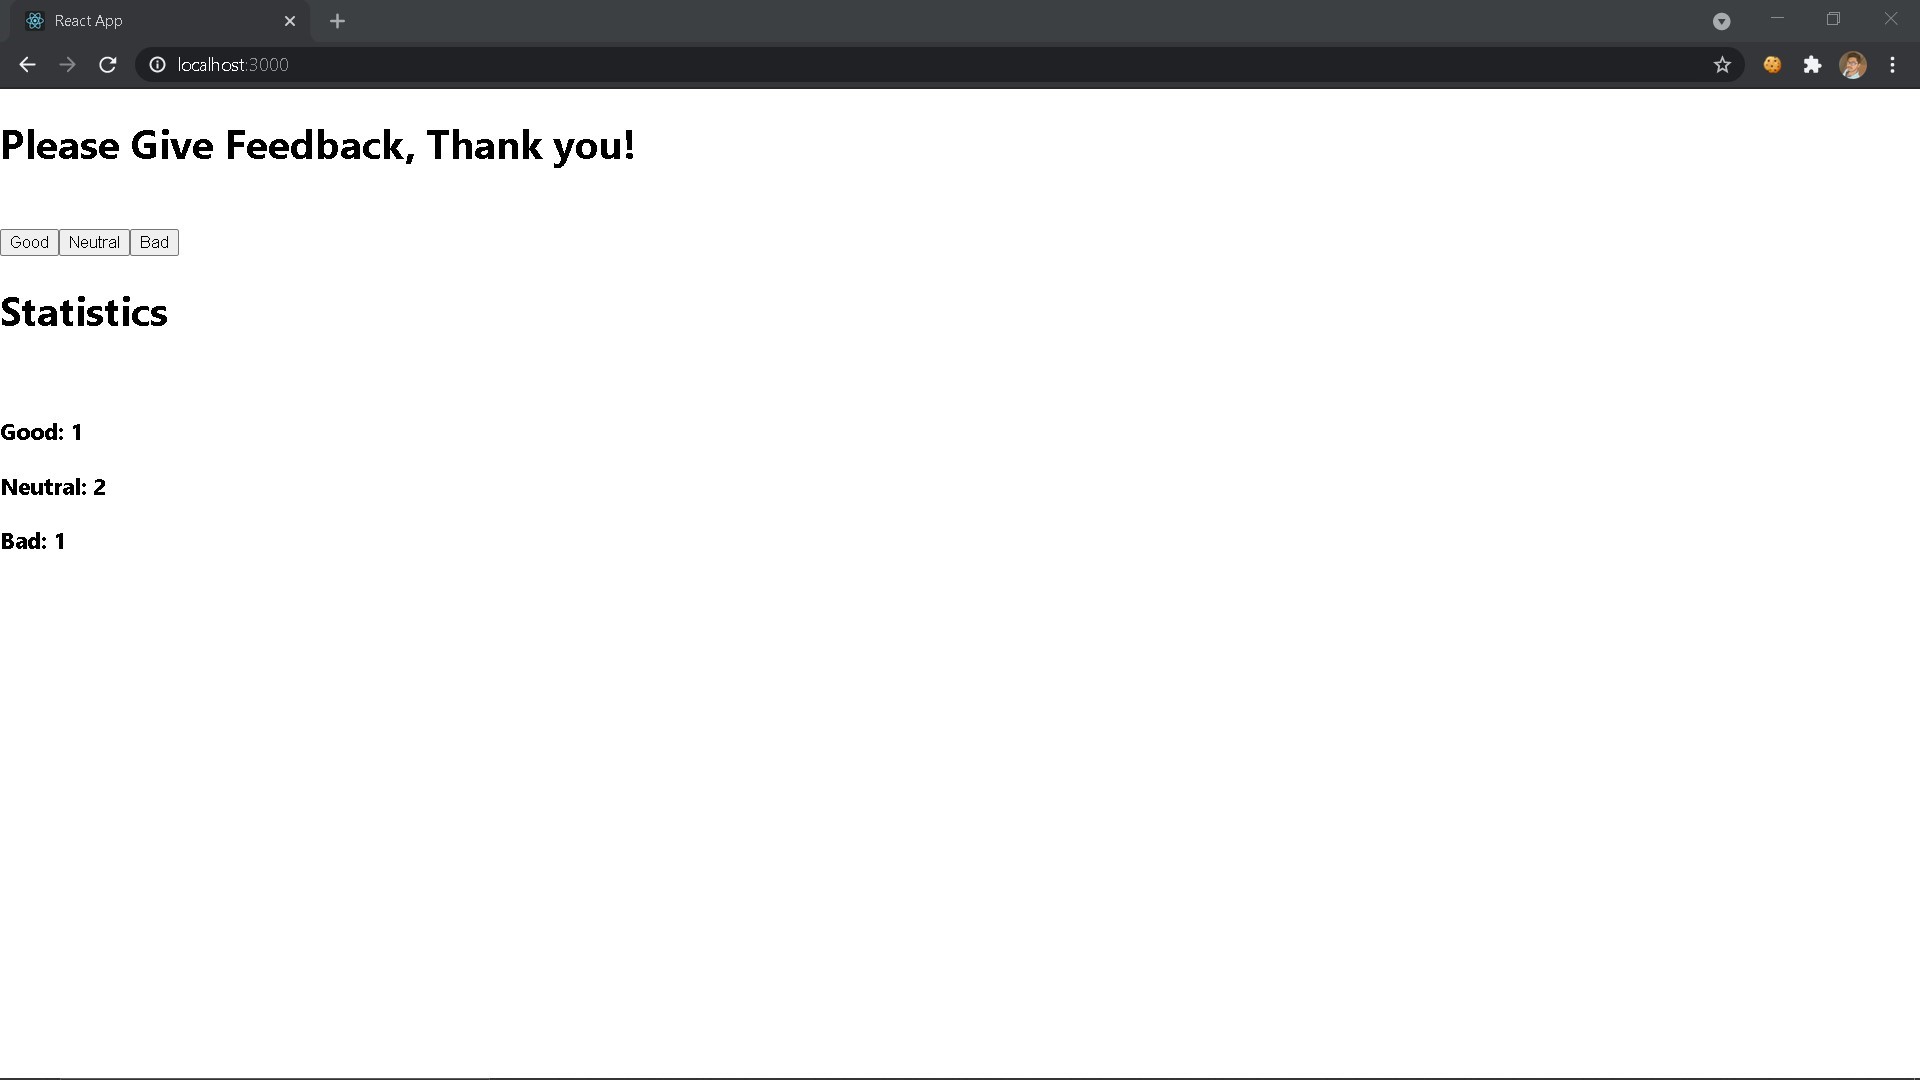 React App
localhost:3000
Please Give Feedback, Thank you!
Good Neutral Bad
Statistics
Good: 1
Neutral: 2
Bad: 1